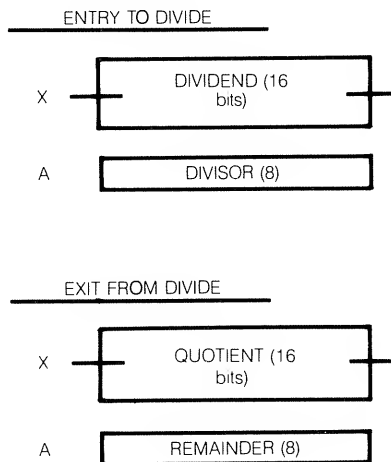 ENTRY TO DIVIDE
X
DIVIDEND (16
bits)
A
DIVISOR (8)
EXIT FROM DIVIDE
X
QUOTIENT (16
bits)
A
REMAINDER (8)